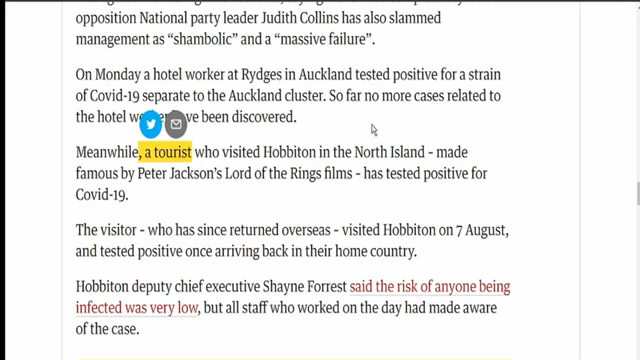 opposition National party leader Judith Collins has also slammed
management as “shambolic” and a “massive failure”.
On Monday a hotel worker at Rydges in Auckland tested positive for a strain
of Covid-19 separate to the Auckland cluster. So far no more cases related to
the hotel been discovered.
Meanwhile, a tourist who visited Hobbiton in the North Island - made
famous by Peter Jackson’s Lord of the Rings films - has tested positive for
Covid-19.
The visitor - who has since returned overseas - visited Hobbiton on 7 August,
and tested positive once arriving back in their home country.
Hobbiton deputy chief executive Shayne Forrest said the risk of anyone being
infected was very low, but all staff who worked on the day had made aware
of the case.